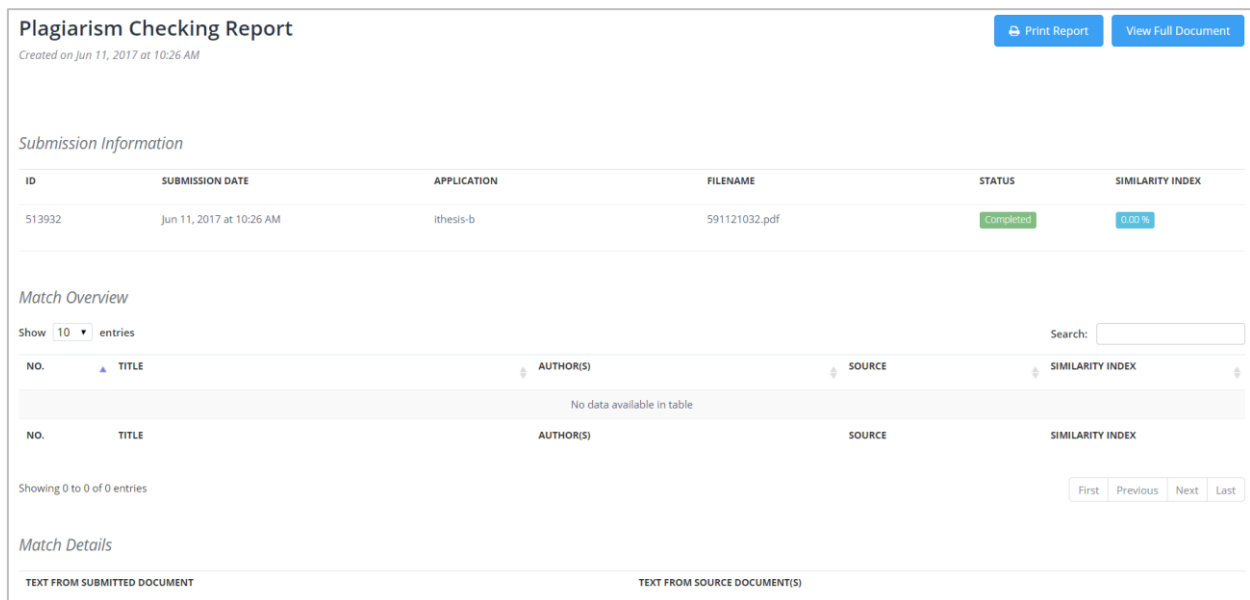 Plagiarism Checking Report
Print Report View Full Document
Created on Jun 11, 2017 at 10:26 AM
Submission Information
ID SUBMISSION DATE APPLICATION FILENAME STATUS SIMILARITY INDEX
513932 Jun 11, 2017 at 10:26 AM ithesis-b 591121032.pdf Completed 0.00 %
Match Overview
Show 10 entries Search:
NO. TITLE AUTHOR(S) SOURCE SIMILARITY INDEX
No data available in table
NO. TITLE AUTHOR(S) SOURCE SIMILARITY INDEX
Showing 0 to 0 of 0 entries First Previous Next Last
Match Details
TEXT FROM SUBMITTED DOCUMENT TEXT FROM SOURCE DOCUMENT(S)